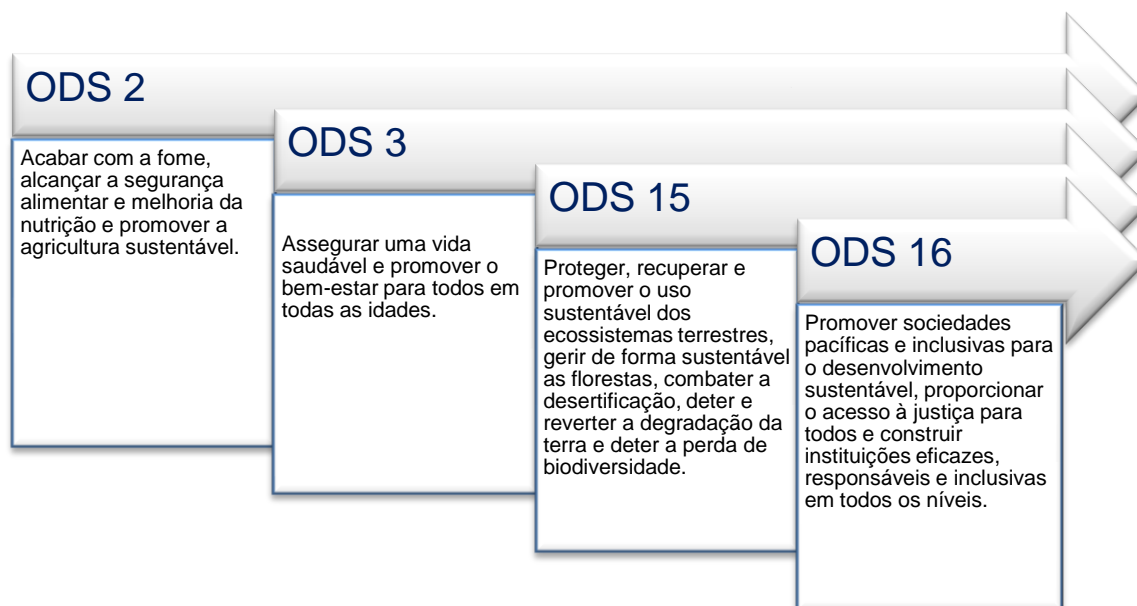 ODS 2
Acabar com a fome,
alcançar a segurança
alimentar e melhoria da
nutrição e promover a
agricultura sustentável.
ODS 3
Assegurar uma vida
saudável e promover o
bem-estar para todos em
todas as idades.
ODS 15
Proteger, recuperar e
promover o uso
sustentável dos
ecossistemas terrestres,
gerir de forma sustentável
as florestas, combater a
desertificação, deter e
reverter a degradação da
terra e deter a perda de
biodiversidade.
ODS 16
Promover sociedades
pacíficas e inclusivas para
o desenvolvimento
sustentável, proporcionar
o acesso à justiça para
todos e construir
instituições eficazes,
responsáveis e inclusivas
em todos os níveis.